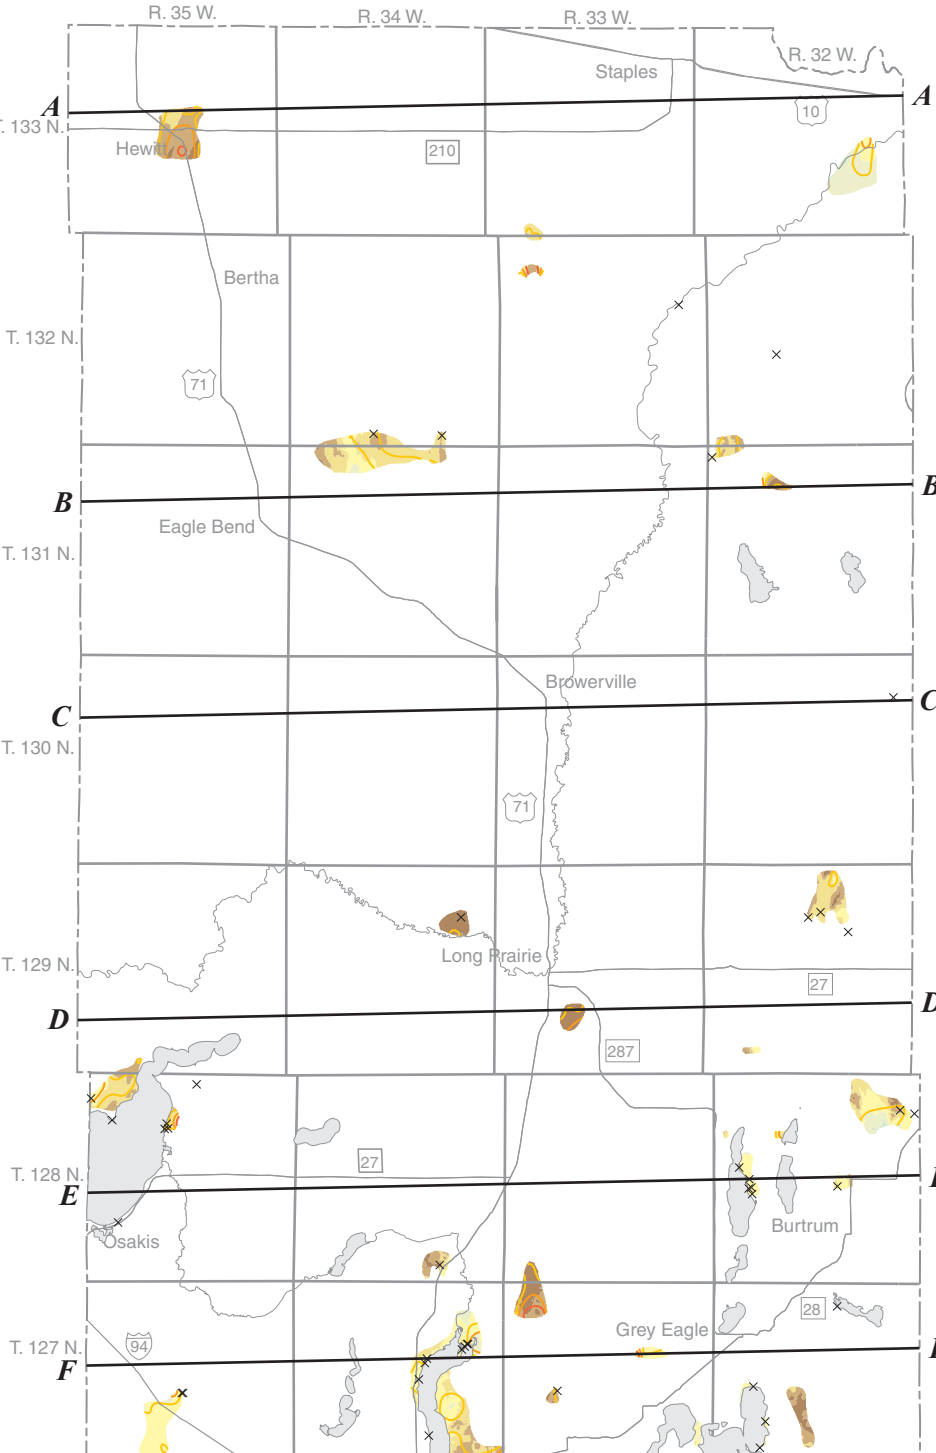 R. 35 W.
R. 34 W.
R. 33 W.
R. 32 W.
Staples
A
A
10
T. 133 N.
Hewitt
210
Bertha
T. 132 N.
71
B
B
Eagle Bend
T. 131 N.
Browerville
C
C
T. 130 N.
71
Long Prairie
T. 129 N.
27
D
D
287
27
T. 128 N.
E
Burtrum
Osakis
28
Grey Eagle
94
T. 127 N.
F